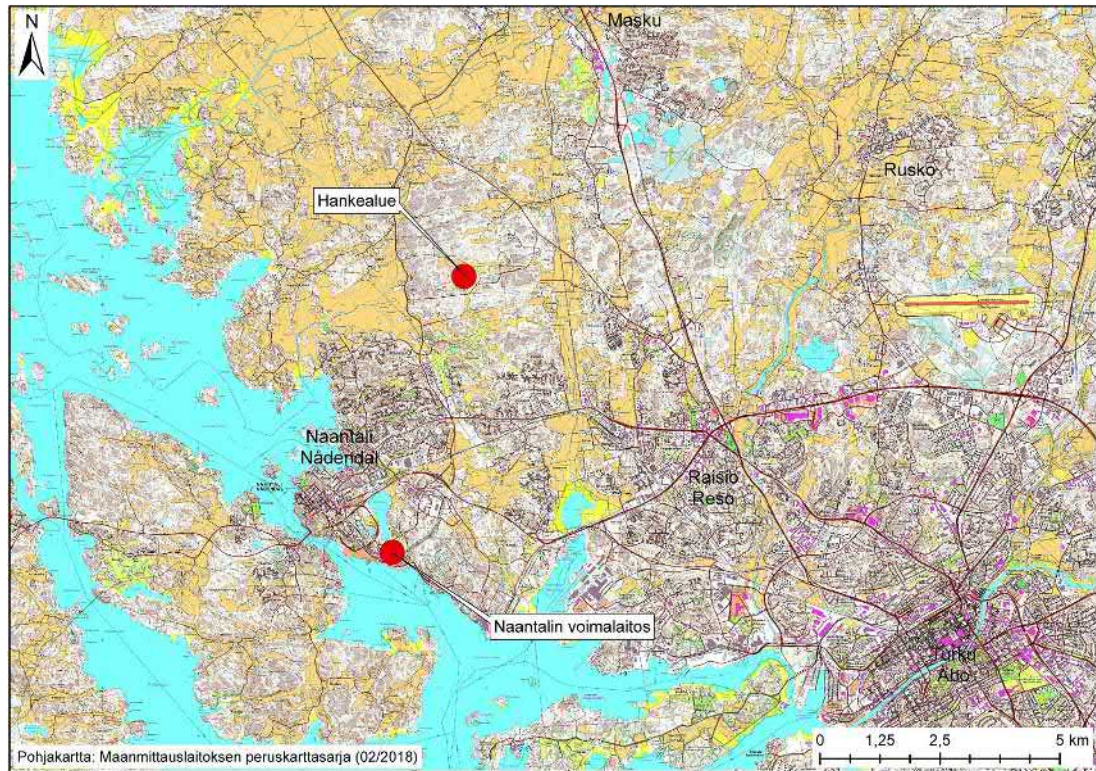 N
Masku
Rusko
Hankealue
Naantali
Nådendal
Raisio
Reso
Naantalin voimalaitos
Turku
Åbo
Pohjakartta: Maanmittauslaitoksen peruskarttasarja (02/2018)
0 1,25 2,5 5 km